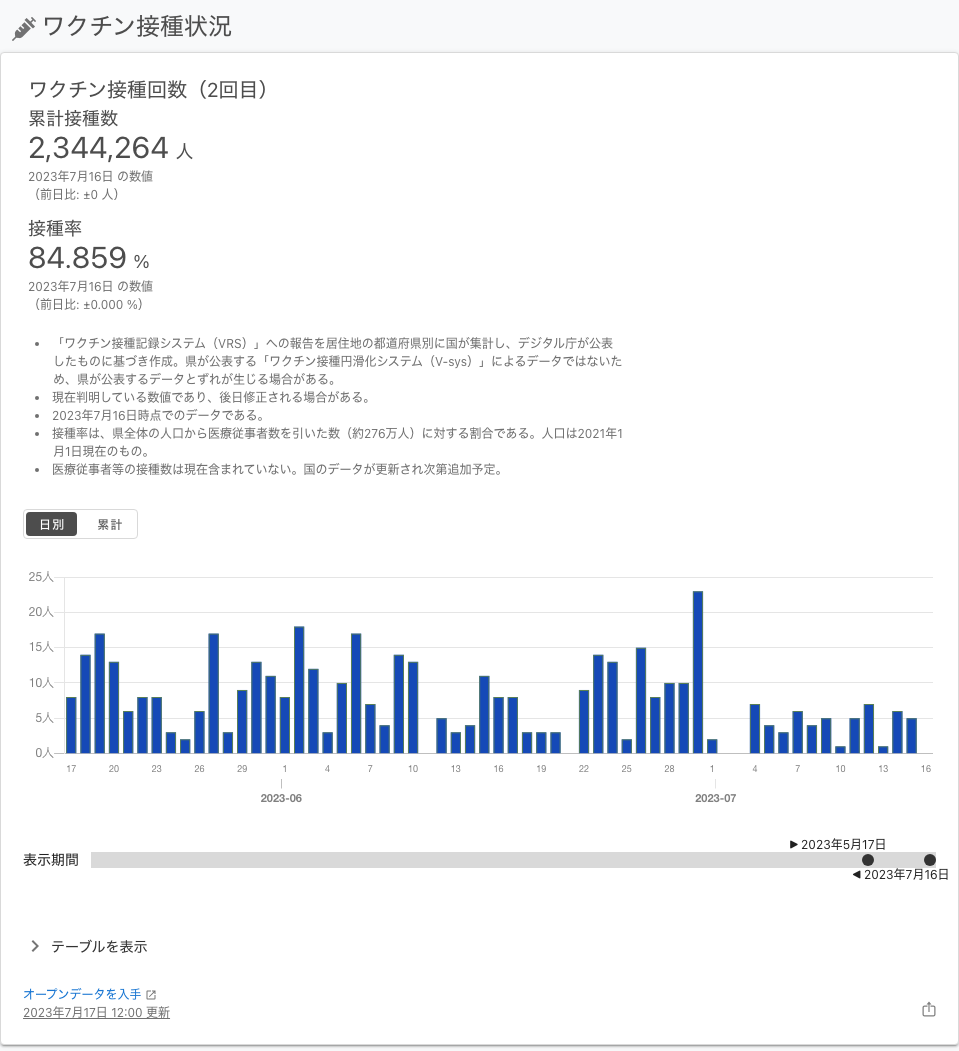 ワクチン接種状況
ワクチン接種回数（2回目）
累計接種数
2,344,264 人
2023年7月16日 の数値
（前日比: ±0 人）
接種率
84.859 %
2023年7月16日 の数値
（前日比: ±0.000 %）
• 「ワクチン接種記録システム（VRS）」への報告を居住地の都道府県別に国が集計し、デジタル庁が公表
したものに基づき作成。県が公表する「ワクチン接種円滑化システム（V-sys）」によるデータではないた
め、県が公表するデータとずれが生じる場合がある。
• 現在判明している数値であり、後日修正される場合がある。
• 2023年7月16日時点でのデータである。
• 接種率は、県全体の人口から医療従事者数を引いた数（約276万人）に対する割合である。人口は2021年1
月1日現在のもの。
• 医療従事者等の接種数は現在含まれていない。国のデータが更新され次第追加予定。
日別 累計
25人
20人
15人
10人
5人
0人
17 20 23 26 29 1 4 7 10 13 16 19 22 25 28 1 4 7 10 13 16
2023-06 2023-07
▶ 2023年5月17日
表示期間
◀ 2023年7月16日
テーブルを表示
オープンデータを入手
2023年7月17日 12:00 更新